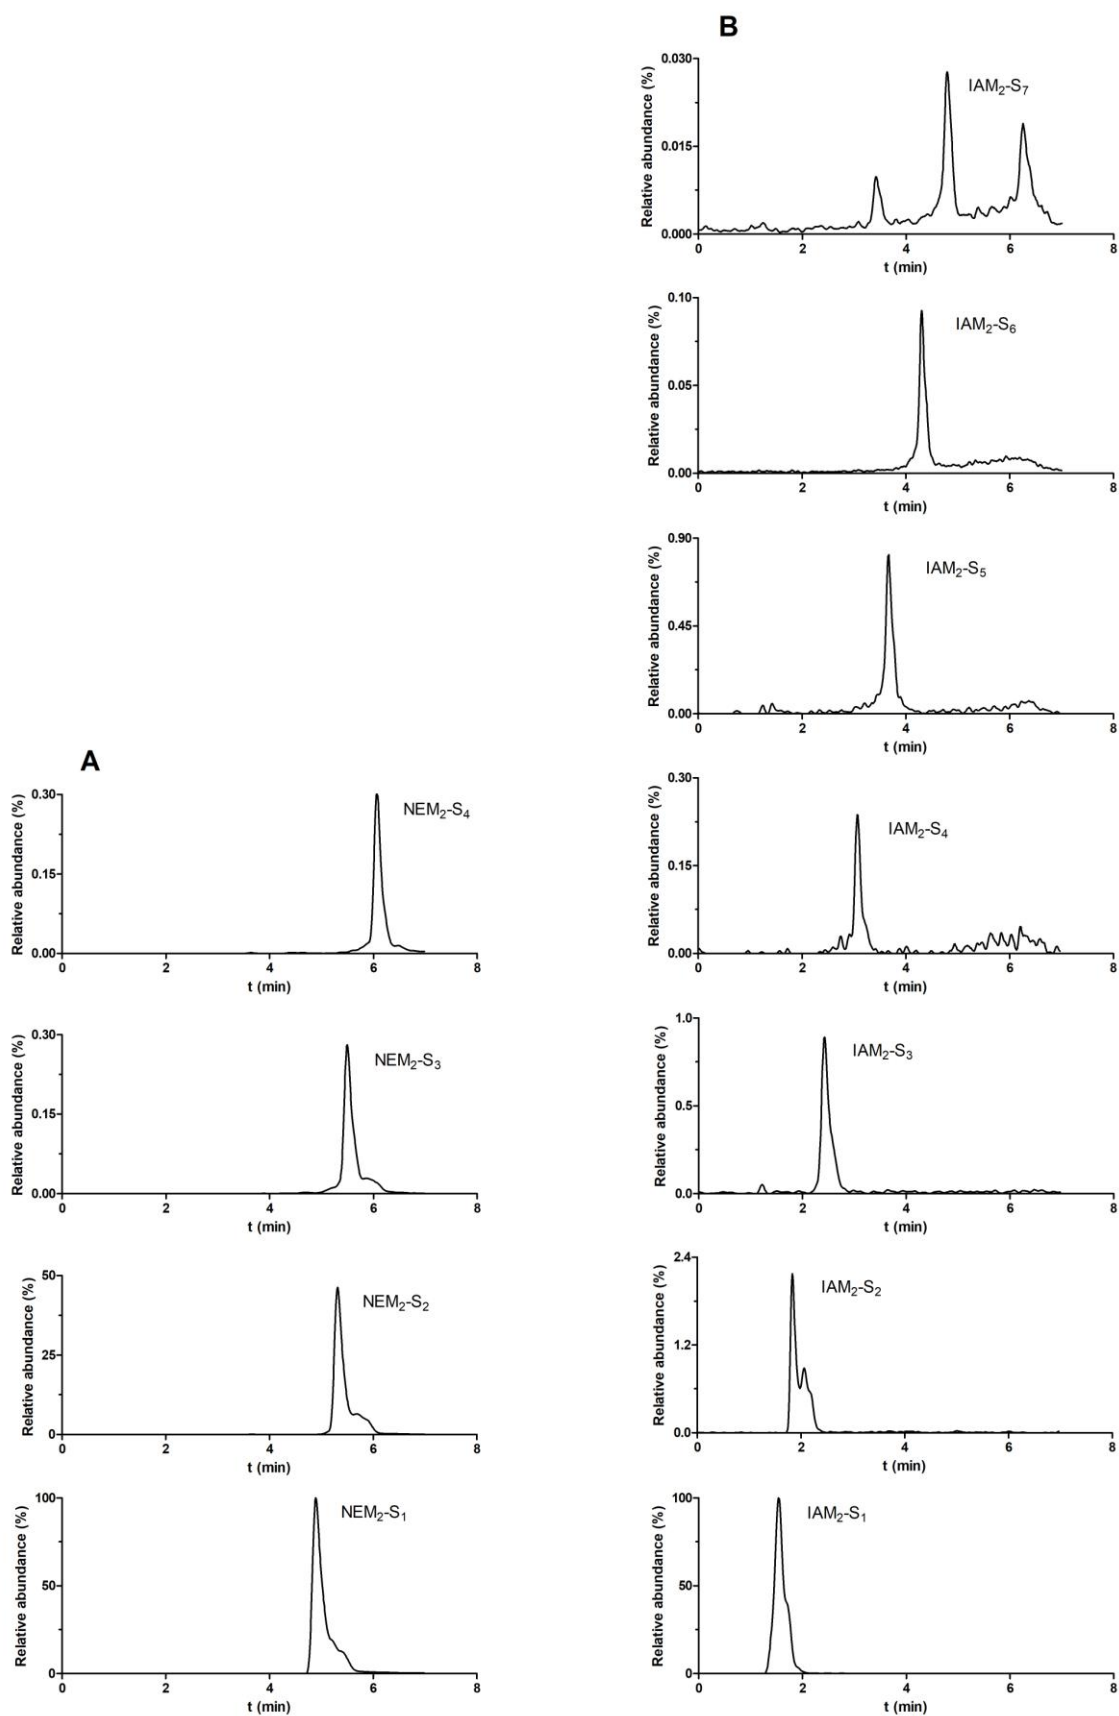 B
Relative abundance (%)
0.030
0.015
0.000
IAM₂-S₇
0 2 4 6 8
t (min)
Relative abundance (%)
0.10
0.05
0.00
IAM₂-S₆
0 2 4 6 8
t (min)
Relative abundance (%)
0.90
0.45
0.00
IAM₂-S₅
0 2 4 6 8
t (min)
A
Relative abundance (%)
0.30
0.15
0.00
NEM₂-S₄
0 2 4 6 8
t (min)
Relative abundance (%)
0.30
0.15
0.00
IAM₂-S₄
0 2 4 6 8
t (min)
Relative abundance (%)
0.30
0.15
0.00
NEM₂-S₃
0 2 4 6 8
t (min)
Relative abundance (%)
1.0
0.5
0.0
IAM₂-S₃
0 2 4 6 8
t (min)
Relative abundance (%)
50
25
0
NEM₂-S₂
0 2 4 6 8
t (min)
Relative abundance (%)
2.4
1.2
0.0
IAM₂-S₂
0 2 4 6 8
t (min)
Relative abundance (%)
100
50
0
NEM₂-S₁
0 2 4 6 8
t (min)
Relative abundance (%)
100
50
0
IAM₂-S₁
0 2 4 6 8
t (min)